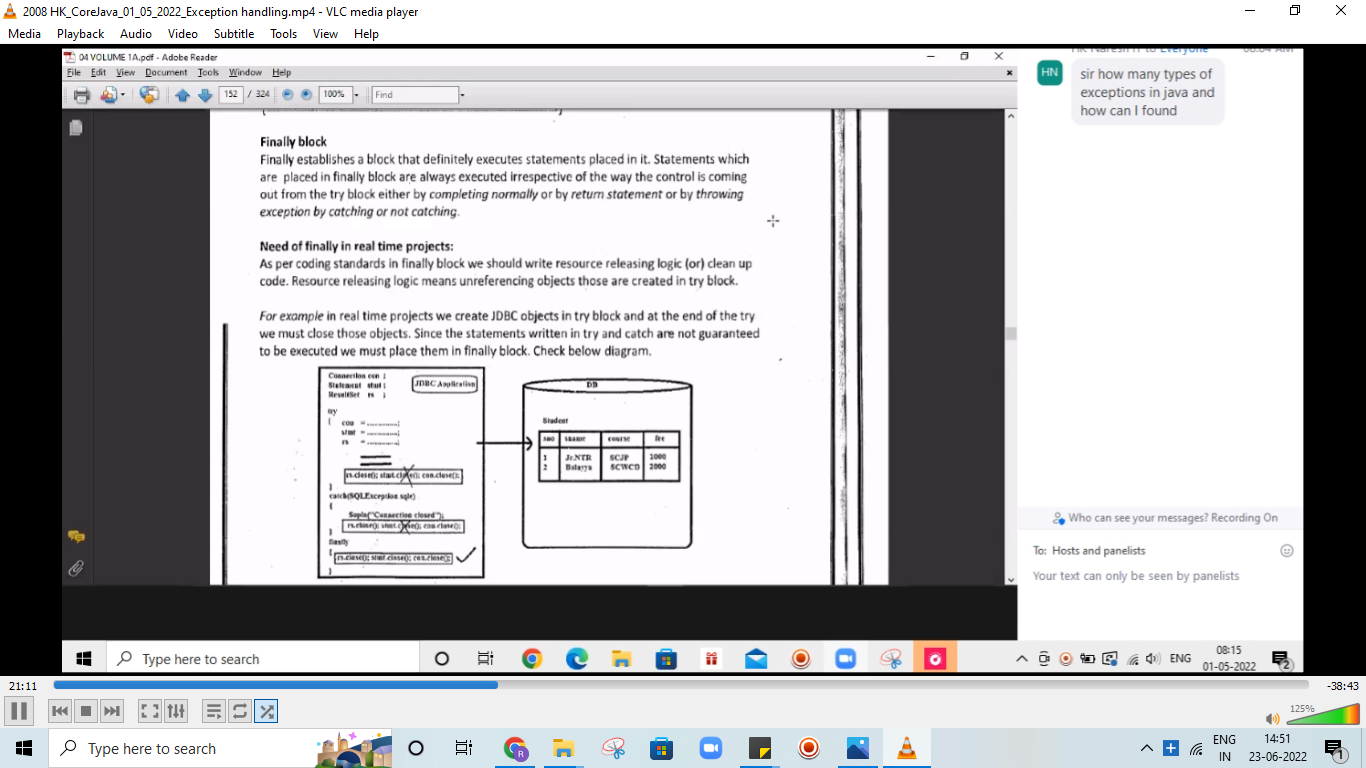 2008 HK_CoreJava_01_05_2022_Exception handling.mp4 - VLC media player
Media Playback Audio Video Subtitle Tools View Help
04 VOLUME 1A.pdf - Adobe Reader
File Edit View Document Tools Window Help
152 / 324 100% Find
Finally block
Finally establishes a block that definitely executes statements placed in it. Statements which
are placed in finally block are always executed irrespective of the way the control is coming
out from the try block either by completing normally or by return statement or by throwing
exception by catching or not catching.
Need of finally in real time projects:
As per coding standards in finally block we should write resource releasing logic (or) clean up
code. Resource releasing logic means unreferencing objects those are created in try block.
For example in real time projects we create JDBC objects in try block and at the end of the try
we must close those objects. Since the statements written in try and catch are not guaranteed
to be executed we must place them in finally block. Check below diagram.
Connection con ;
Statement stmt ;
ResultSet rs ;
JDBC Application
try
{ con = ............;
stmt = ............;
rs = ............;
rs.close(); stmt.close(); con.close();
}
catch(SQLException sqle)
{
Sopln("Connection closed");
rs.close(); stmt.close(); con.close();
}
finally
{
rs.close(); stmt.close(); con.close();
}
DB
Student
sno sname course fee
1 Jr.NTR SCJP 1000
2 Balayya SCWCD 2000
HK Naresh IT to Everyone 08:04 AM
HN
sir how many types of
exceptions in java and
how can I found
Who can see your messages? Recording On
To: Hosts and panelists
Your text can only be seen by panelists
Type here to search
ENG
08:15
01-05-2022
2
21:11
-38:43
125%
Type here to search
R
ENG
IN
14:51
23-06-2022
1